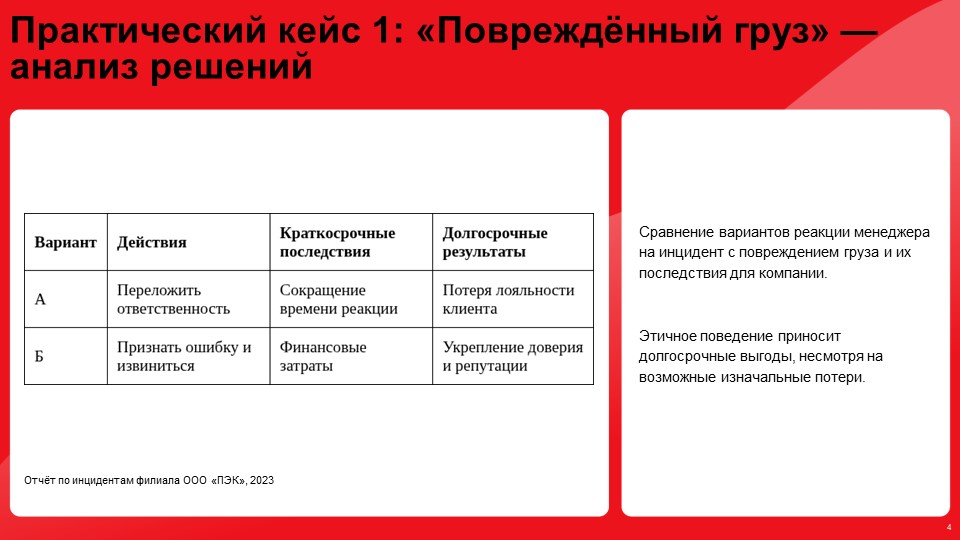 Практический кейс 1: «Повреждённый груз» —
анализ решений
Вариант
Действия
Краткосрочные
последствия
Долгосрочные
результаты
А
Переложить
ответственность
Сокращение
времени реакции
Потеря лояльности
клиента
Б
Признать ошибку и
извиниться
Финансовые
затраты
Укрепление доверия
и репутации
Отчёт по инцидентам филиала ООО «ПЭК», 2023
Сравнение вариантов реакции менеджера
на инцидент с повреждением груза и их
последствия для компании.
Этичное поведение приносит
долгосрочные выгоды, несмотря на
возможные изначальные потери.
4